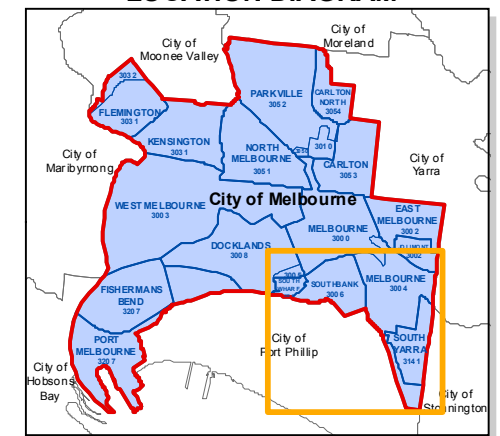 City of
Moreland
City of
Moonee Valley
3032
PARKVILLE
3052
CARLTON
NORTH
3054
FLEMINGTON
3031
3010
KENSINGTON
3031
NORTH
MELBOURNE
3051
CARLTON
3053
City of
Maribyrnong
City of
Yarra
WEST MELBOURNE
3003
City of Melbourne
EAST
MELBOURNE
3002
MELBOURNE
3000
DOCKLANDS
3008
3002
FISHERMANS
BEND
3207
SOUTH
WHARF
SOUTHBANK
3006
MELBOURNE
3004
PORT
MELBOURNE
3207
City of
Port Phillip
SOUTH
YARRA
3141
City of
Hobsons
Bay
City of
Stonnington